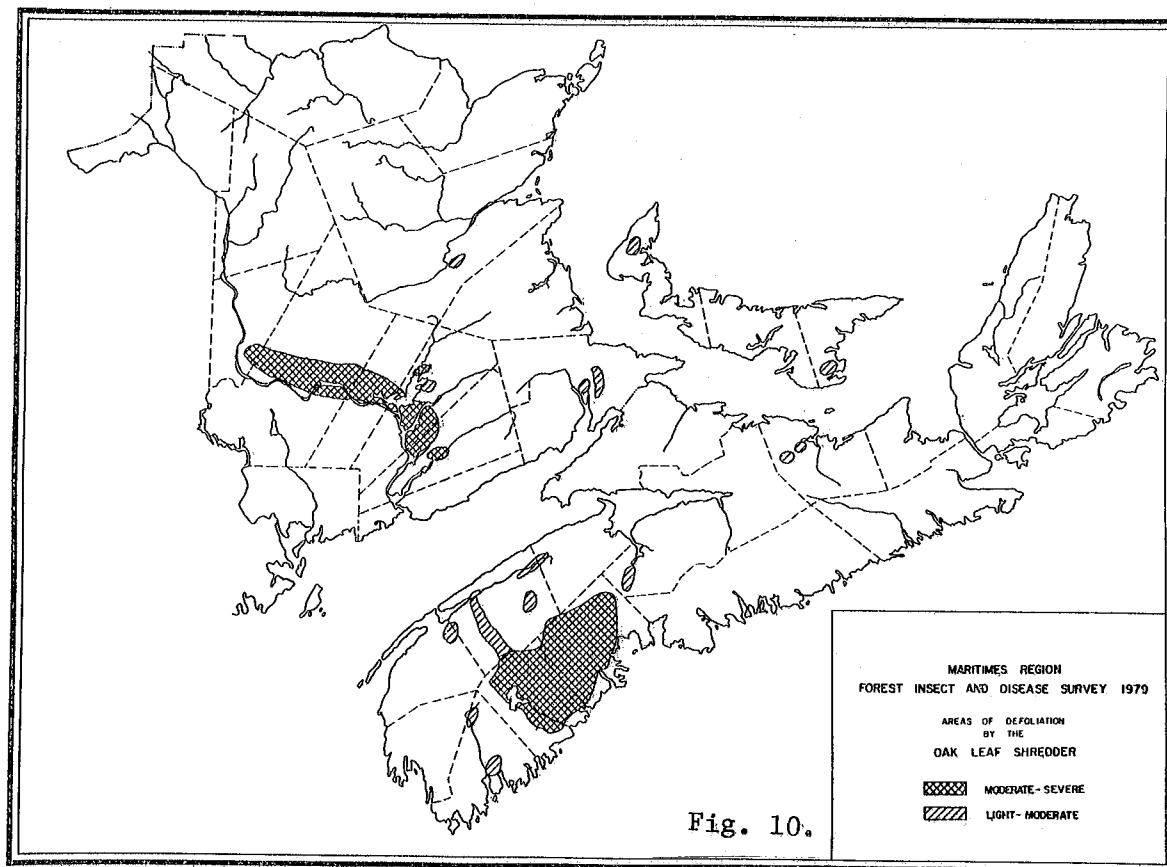 MARITIMES REGION
FOREST INSECT AND DISEASE SURVEY 1979
AREAS OF DEFOLIATION
BY THE
OAK LEAF SHREDDER
MODERATE-SEVERE
LIGHT-MODERATE
Fig. 10.